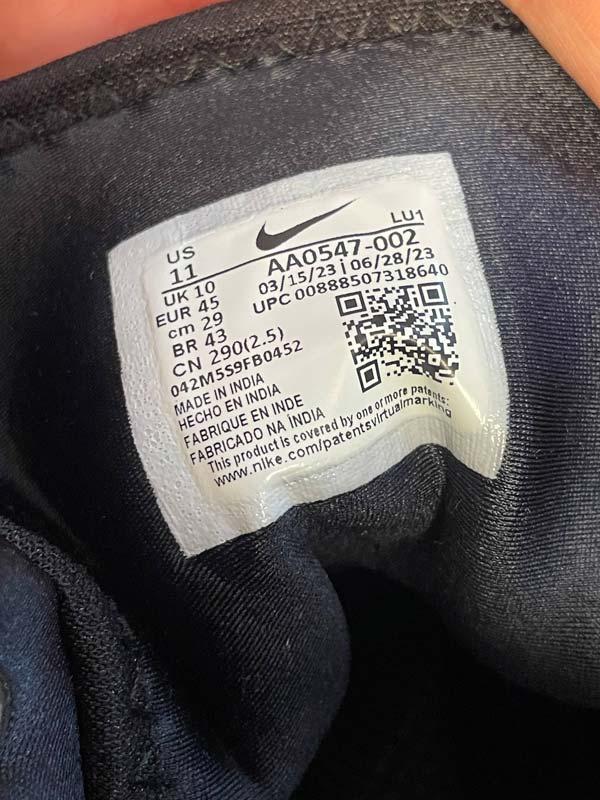 US
11
UK 10
EUR 45
cm 29
BR 43
CN 290(2.5)
042M5S9FB0452
LU1
AA0547-002
03/15/23 | 06/28/23
UPC 00888507318640
MADE IN INDIA
HECHO EN INDIA
FABRIQUE EN INDE
FABRICADO NA ÍNDIA
This product is covered by one or more patents:
www.nike.com/patentsvirtualmarking